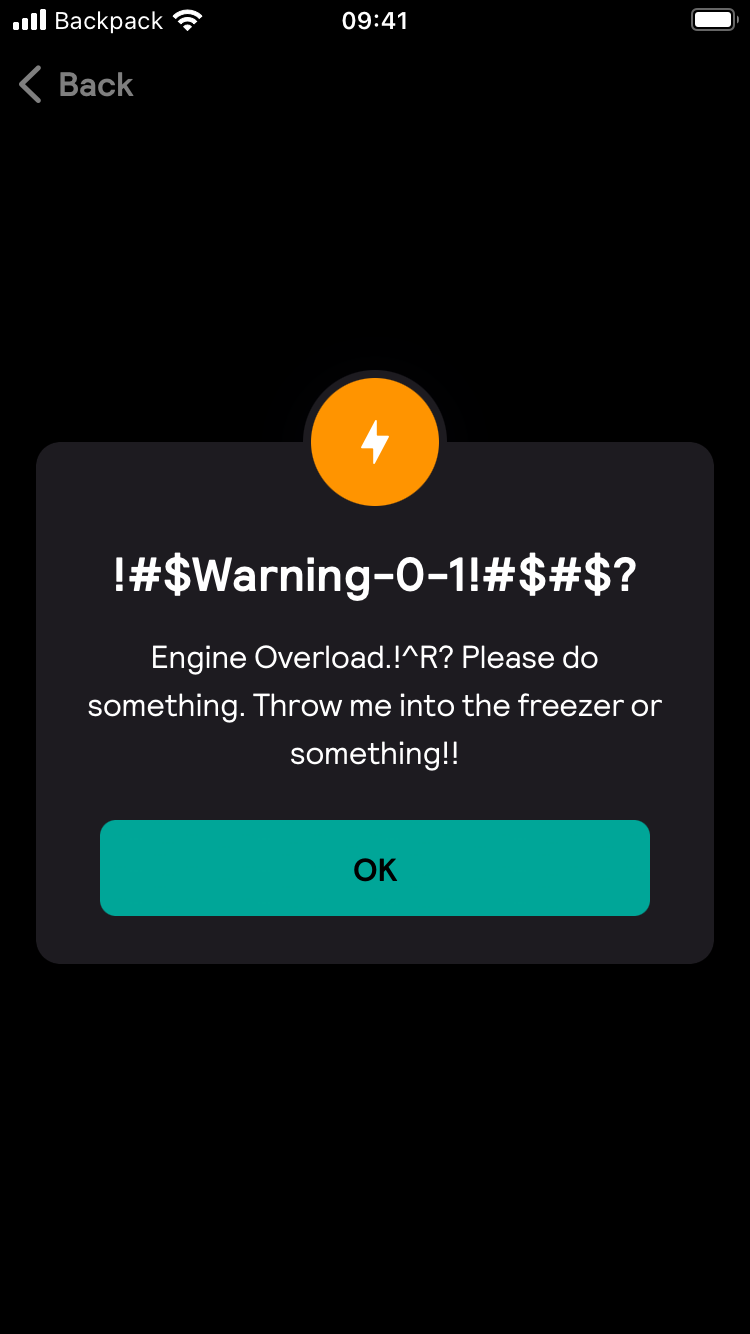 Backpack 09:41
Back
!#$Warning-0-1!#$#$?
Engine Overload.!^R? Please do
something. Throw me into the freezer or
something!!
OK